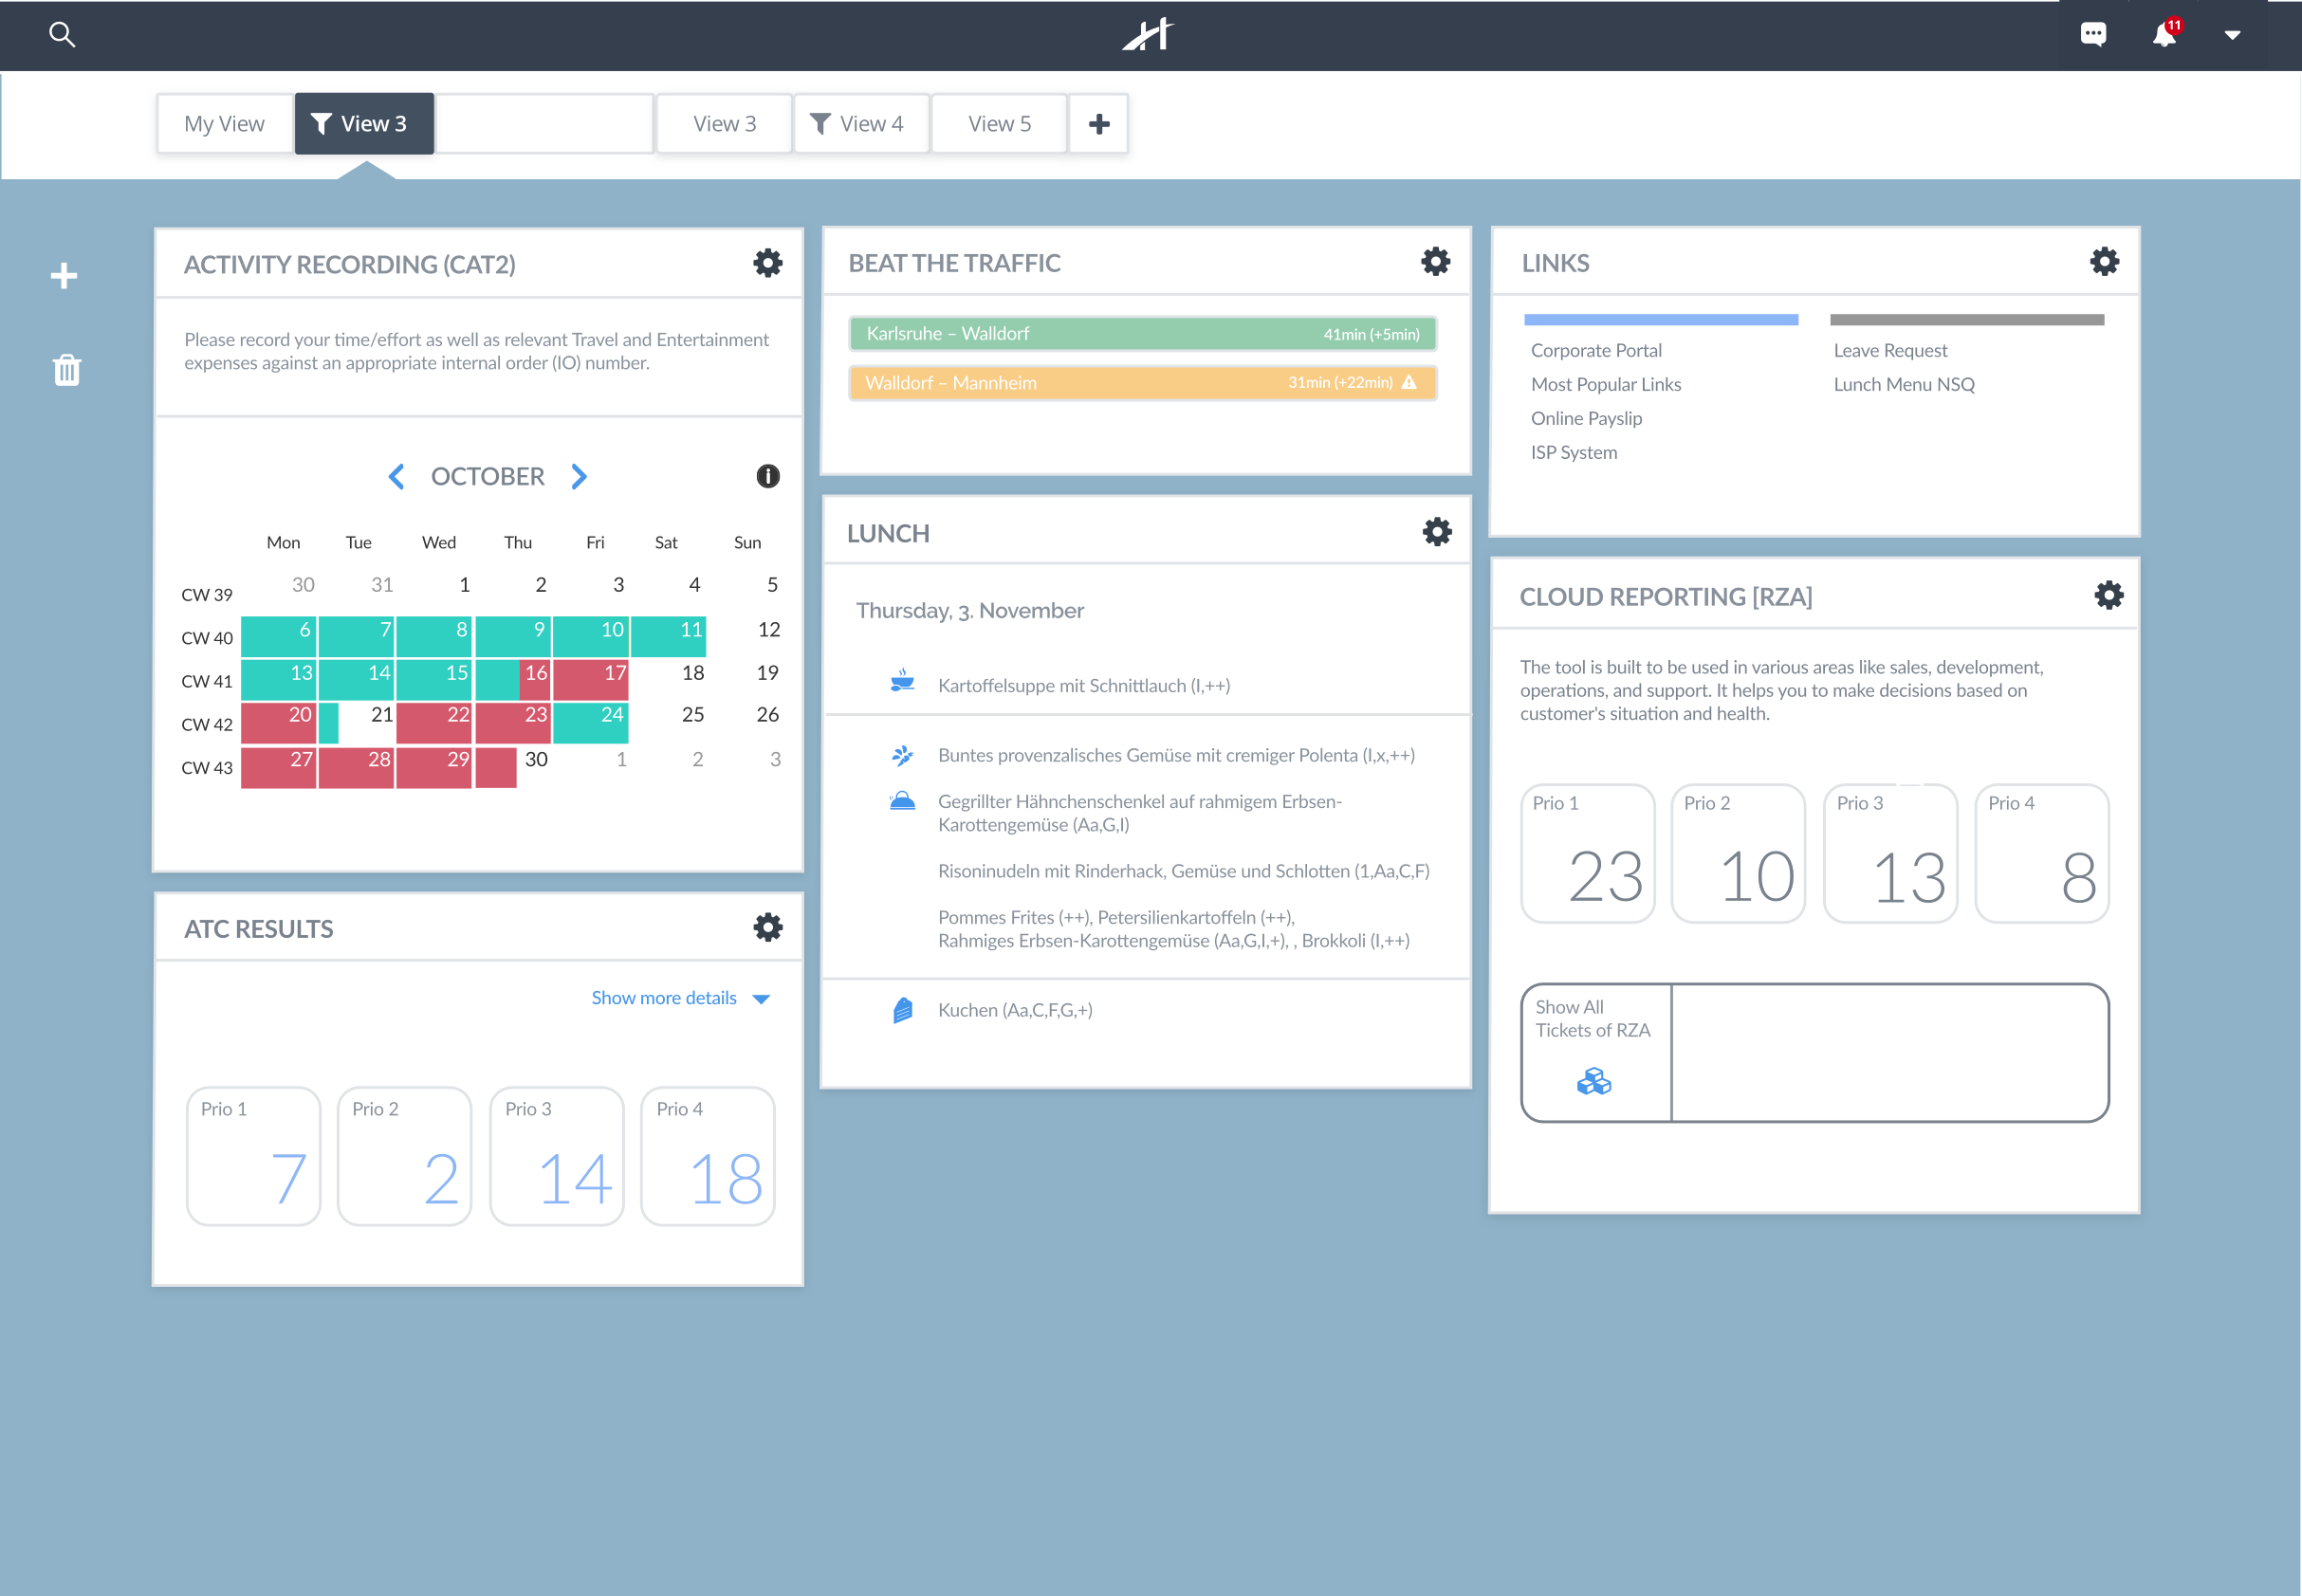 11
My View
View 3
View 3
View 4
View 5
ACTIVITY RECORDING (CAT2)
Please record your time/effort as well as relevant Travel and Entertainment
expenses against an appropriate internal order (IO) number.
OCTOBER
Mon Tue Wed Thu Fri Sat Sun
CW 39 30 31 1 2 3 4 5
CW 40 6 7 8 9 10 11 12
CW 41 13 14 15 16 17 18 19
CW 42 20 21 22 23 24 25 26
CW 43 27 28 29 30 1 2 3
ATC RESULTS
Show more details
Prio 1 Prio 2 Prio 3 Prio 4
7 2 14 18
BEAT THE TRAFFIC
Karlsruhe – Walldorf 41min (+5min)
Walldorf – Mannheim 31min (+22min)
LUNCH
Thursday, 3. November
Kartoffelsuppe mit Schnittlauch (I,++)
Buntes provenzalisches Gemüse mit cremiger Polenta (I,x,++)
Gegrillter Hähnchenschenkel auf rahmigem Erbsen-
Karottengemüse (Aa,G,I)
Risoninudeln mit Rinderhack, Gemüse und Schlotten (1,Aa,C,F)
Pommes Frites (++), Petersilienkartoffeln (++),
Rahmiges Erbsen-Karottengemüse (Aa,G,I,+), , Brokkoli (I,++)
Kuchen (Aa,C,F,G,+)
LINKS
Corporate Portal
Most Popular Links
Online Payslip
ISP System
Leave Request
Lunch Menu NSQ
CLOUD REPORTING [RZA]
The tool is built to be used in various areas like sales, development,
operations, and support. It helps you to make decisions based on
customer's situation and health.
Prio 1 Prio 2 Prio 3 Prio 4
23 10 13 8
Show All
Tickets of RZA